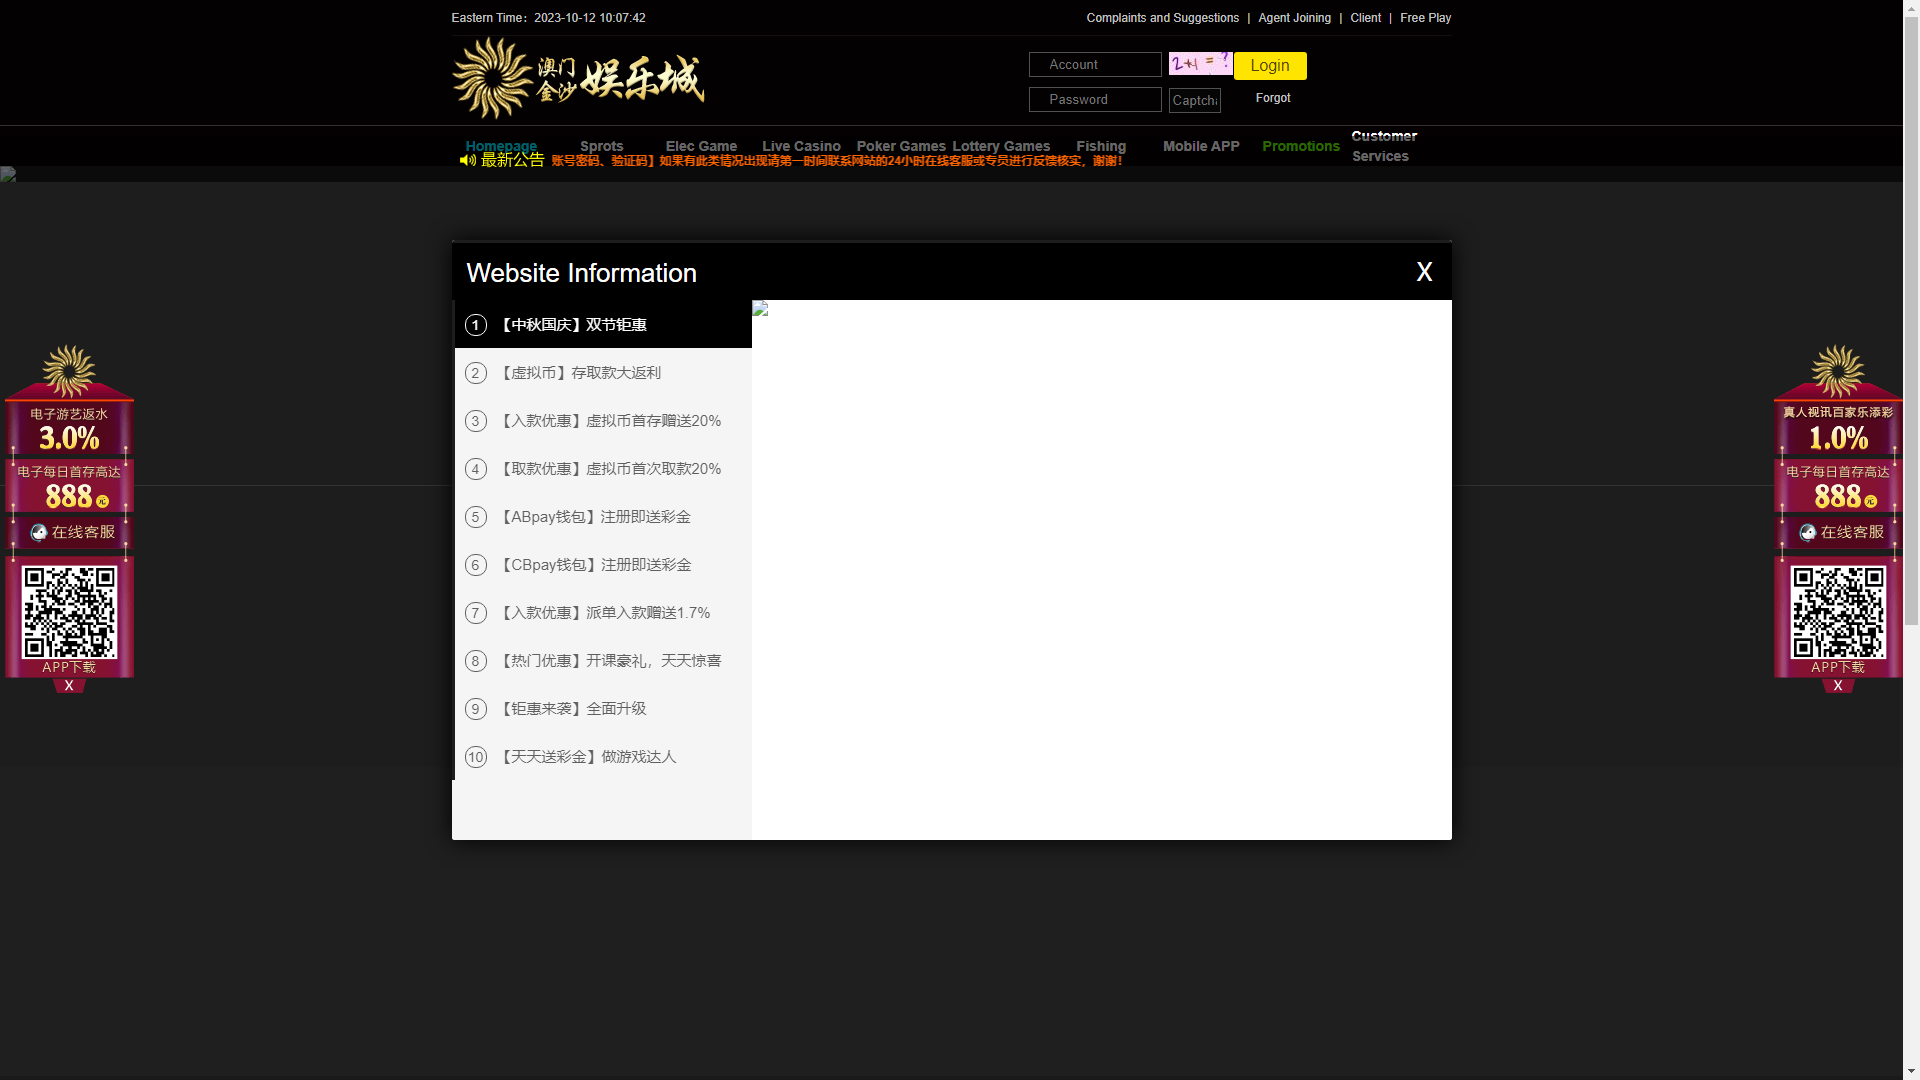 Eastern Time：2023-10-12 10:07:42
Complaints and Suggestions | Agent Joining | Client | Free Play
澳门
金沙
娱乐城
Account
2+1 = ?
Login
Password
Captch
Forgot
Homepage
Sprots
Elec Game
Live Casino
Poker Games
Lottery Games
Fishing
Mobile APP
Promotions
Customer
Services
最新公告
账号密码、验证码】如果有此类情况出现请第一时间联系网站的24小时在线客服或专员进行反馈核实，谢谢！
Website Information
X
1 【中秋国庆】双节钜惠
2 【虚拟币】存取款大返利
3 【入款优惠】虚拟币首存赠送20%
4 【取款优惠】虚拟币首次取款20%
5 【ABpay钱包】注册即送彩金
6 【CBpay钱包】注册即送彩金
7 【入款优惠】派单入款赠送1.7%
8 【热门优惠】开课豪礼，天天惊喜
9 【钜惠来袭】全面升级
10 【天天送彩金】做游戏达人
电子游艺返水
3.0%
电子每日首存高达
888元
在线客服
APP下载
X
真人视讯百家乐添彩
1.0%
电子每日首存高达
888元
在线客服
APP下载
X